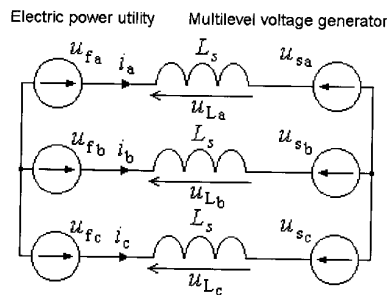 Electric power utility Multilevel voltage generator
u_fa i_a L_s u_sa
u_La
u_fb i_b L_s u_sb
u_Lb
u_fc i_c L_s u_sc
u_Lc